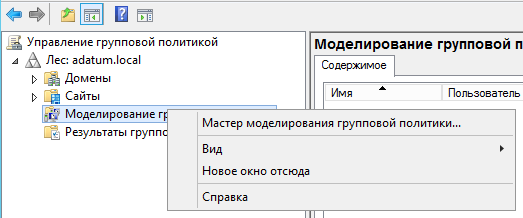 Управление групповой политикой
Лес: adatum.local
Домены
Сайты
Моделирование гр
Результаты группо
Моделирование групповой п
Содержимое
Имя
Пользователь
Мастер моделирования групповой политики...
Вид
Новое окно отсюда
Справка